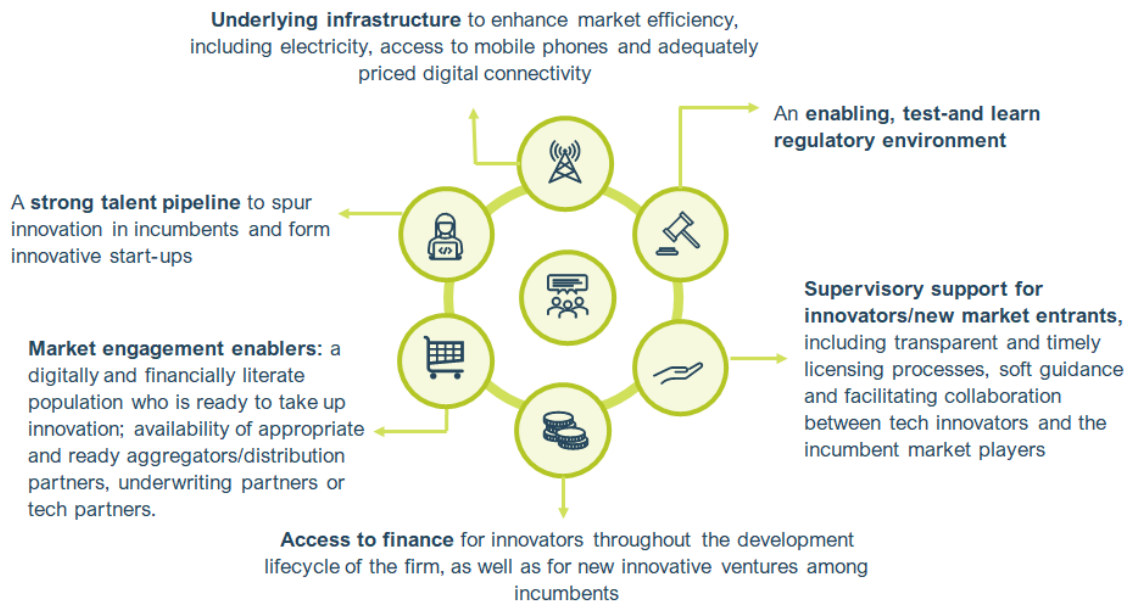 Underlying infrastructure to enhance market efficiency,
including electricity, access to mobile phones and adequately
priced digital connectivity
An enabling, test-and learn
regulatory environment
A strong talent pipeline to spur
innovation in incumbents and form
innovative start-ups
Supervisory support for
innovators/new market entrants,
including transparent and timely
licensing processes, soft guidance
and facilitating collaboration
between tech innovators and the
incumbent market players
Market engagement enablers: a
digitally and financially literate
population who is ready to take up
innovation; availability of appropriate
and ready aggregators/distribution
partners, underwriting partners or
tech partners.
Access to finance for innovators throughout the development
lifecycle of the firm, as well as for new innovative ventures among
incumbents